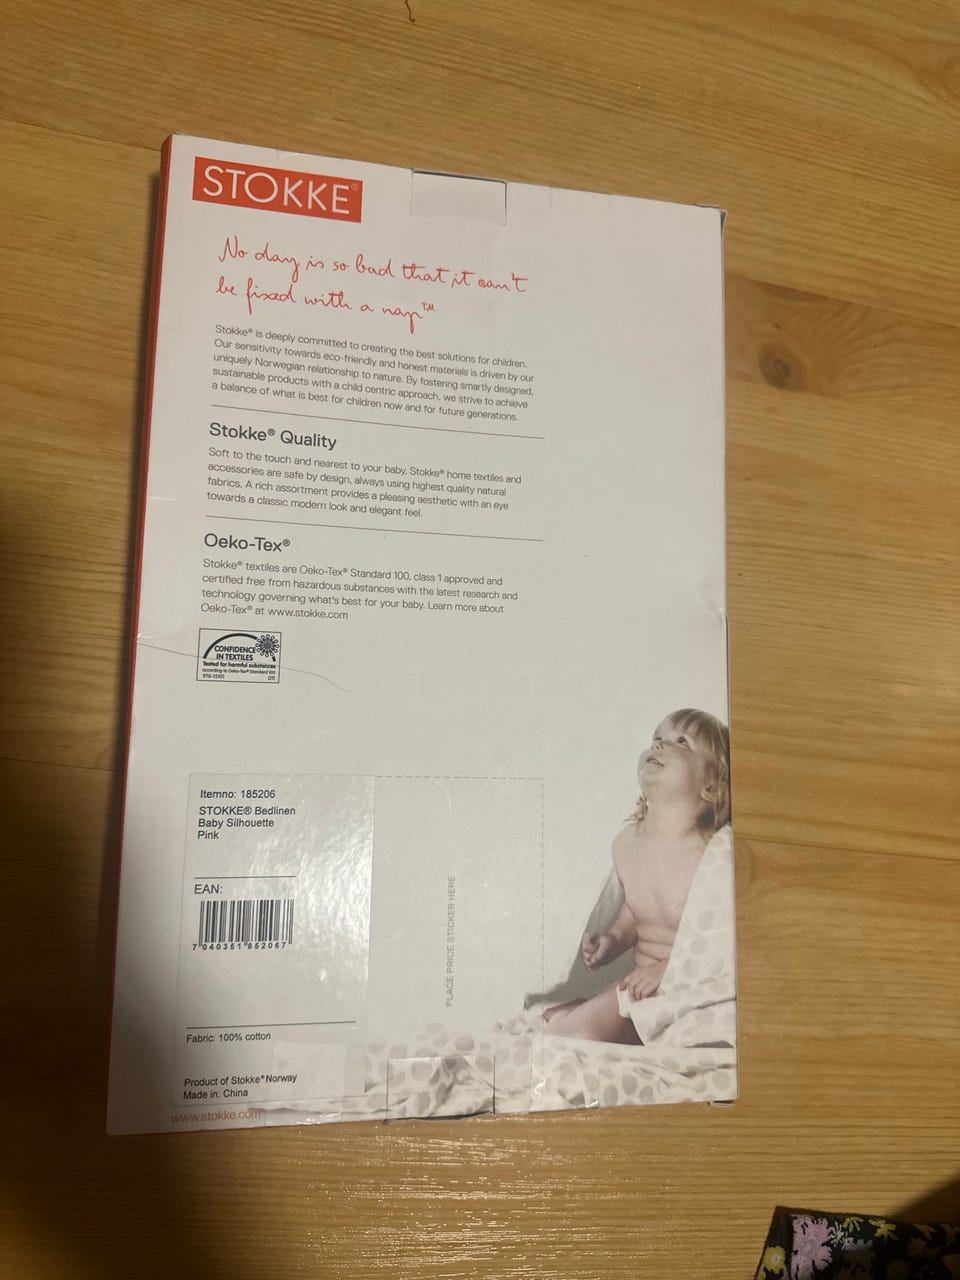 STOKKE®
No day is so bad that it can't
be fixed with a nap™
Stokke® is deeply committed to creating the best solutions for children.
Our sensitivity towards eco-friendly and honest materials is driven by our
uniquely Norwegian relationship to nature. By fostering smartly designed,
sustainable products with a child centric approach, we strive to achieve
a balance of what is best for children now and for future generations.
Stokke® Quality
Soft to the touch and nearest to your baby, Stokke® home textiles and
accessories are safe by design, always using highest quality natural
fabrics. A rich assortment provides a pleasing aesthetic with an eye
towards a classic modern look and elegant feel.
Oeko-Tex®
Stokke® textiles are Oeko-Tex® Standard 100, class 1 approved and
certified free from hazardous substances with the latest research and
technology governing what's best for your baby. Learn more about
Oeko-Tex® at www.stokke.com
CONFIDENCE
IN TEXTILES
Tested for harmful substances
according to Oeko-Tex® Standard 100
976-15101 DTI
Itemno: 185206
STOKKE® Bedlinen
Baby Silhouette
Pink
EAN:
7 040351 852067
PLACE PRICE STICKER HERE
Fabric: 100% cotton
Product of Stokke® Norway
Made in: China
www.stokke.com